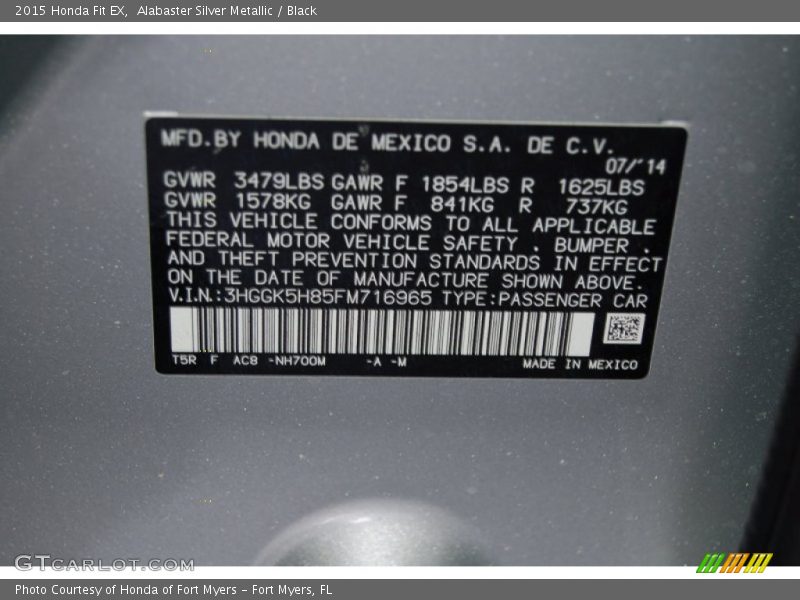 2015 Honda Fit EX,  Alabaster Silver Metallic / Black
MFD.BY HONDA DE MEXICO S.A. DE C.V.
07/'14
GVWR 3479LBS GAWR F 1854LBS R 1625LBS
GVWR 1578KG GAWR F 841KG R 737KG
THIS VEHICLE CONFORMS TO ALL APPLICABLE
FEDERAL MOTOR VEHICLE SAFETY , BUMPER ,
AND THEFT PREVENTION STANDARDS IN EFFECT
ON THE DATE OF MANUFACTURE SHOWN ABOVE.
V.I.N.:3HGGK5H85FM716965 TYPE:PASSENGER CAR
T5R F AC8 -NH700M -A -M MADE IN MEXICO
GTcarlot.com
Photo Courtesy of Honda of Fort Myers – Fort Myers, FL